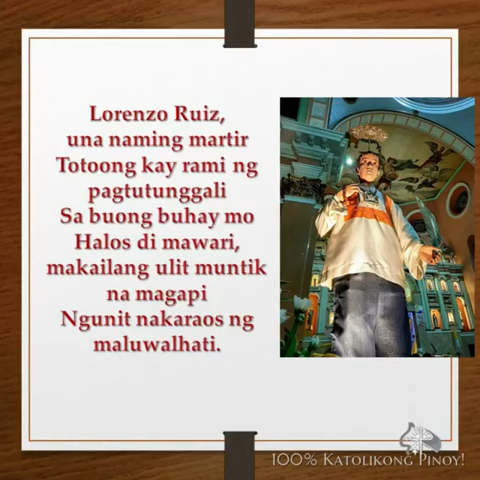 Lorenzo Ruiz,
una naming martir
Totoong kay rami ng
pagtutunggali
Sa buong buhay mo
Halos di mawari,
makailang ulit muntik
na magapi
Ngunit nakaraos ng
maluwalhati.
100% KATOLIKONG PINOY!